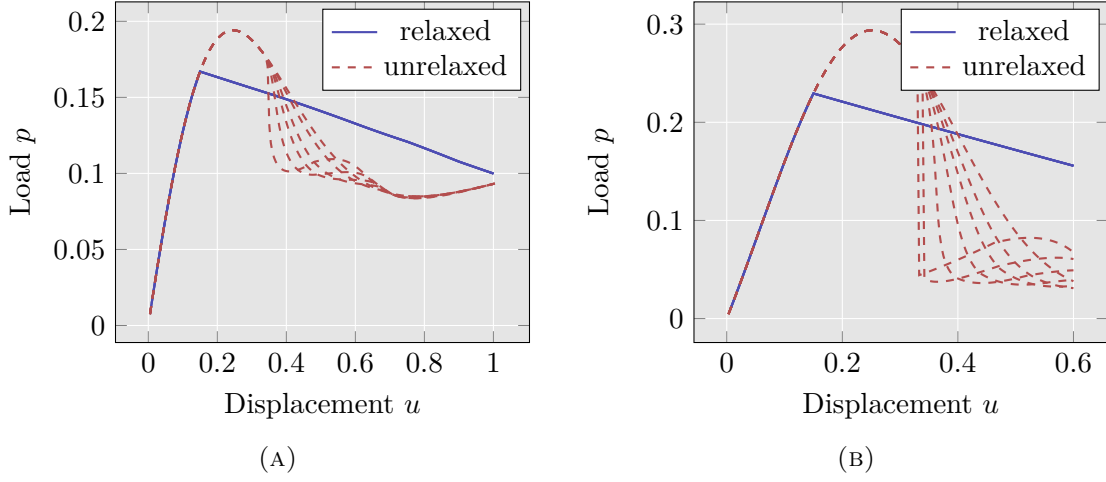 0.2
0.15
0.1
0.05
0
Load p
relaxed
unrelaxed
0 0.2 0.4 0.6 0.8 1
Displacement u
(A)
0.3
0.2
0.1
0
Load p
relaxed
unrelaxed
0 0.2 0.4 0.6
Displacement u
(B)